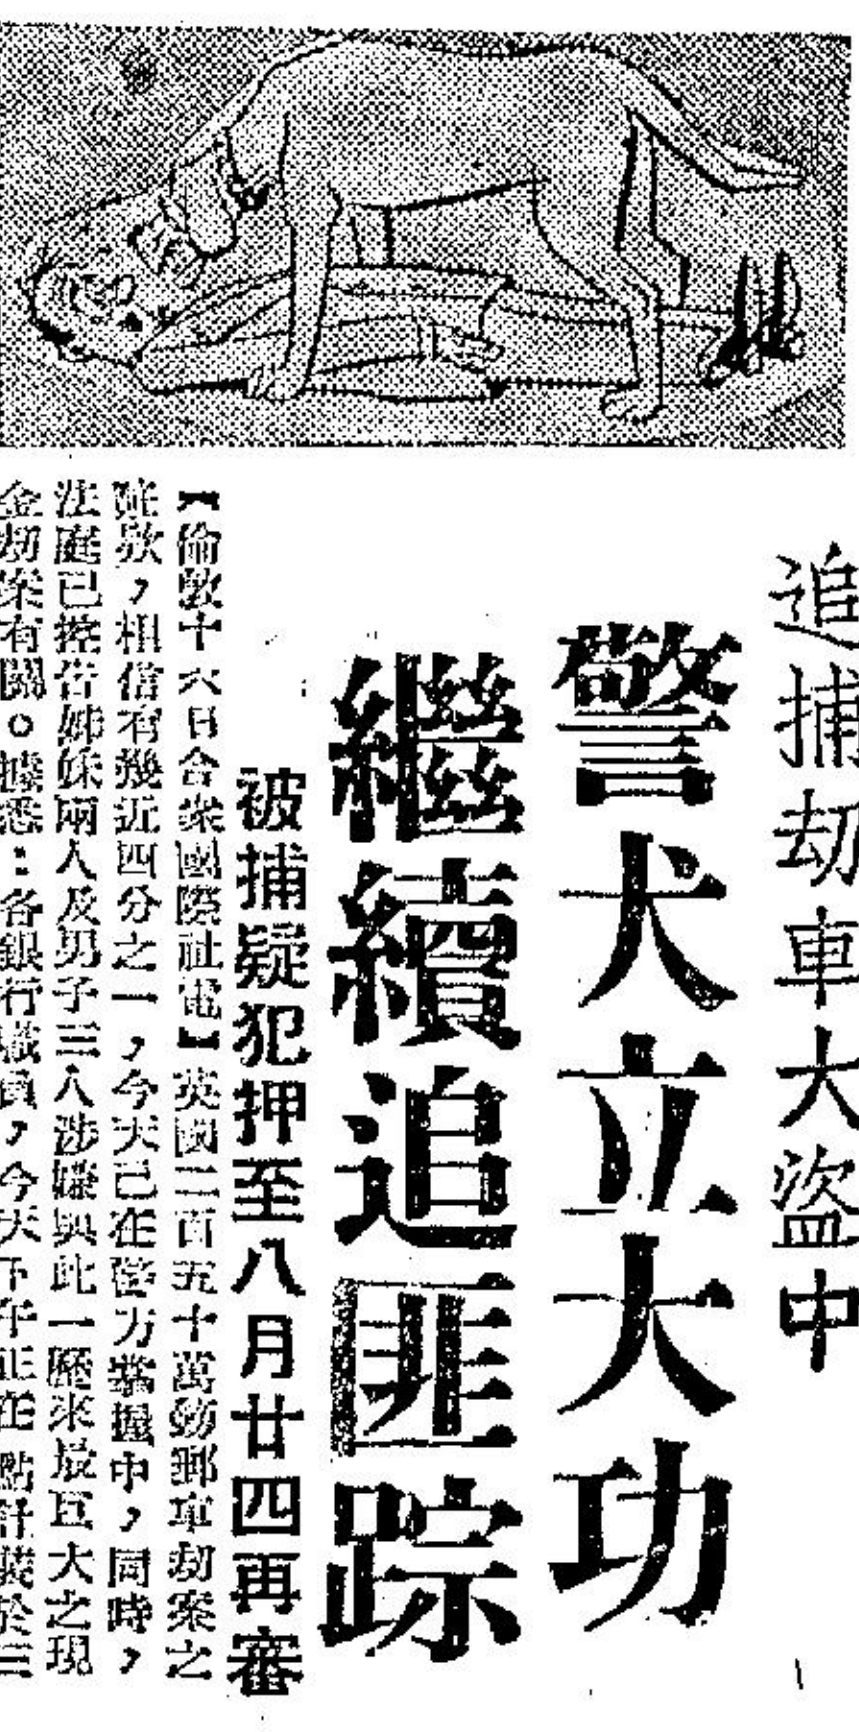 追捕劫車大盜中
警犬立大功
繼續追匪踪
被捕疑犯押至八月廿四再審
【倫敦十六日合衆國際社電】英國二百五十萬鎊郵車刧案之
賍欵，相信有幾近四分之一，今天已在警方掌握中，同時，
法庭已控告姊妹兩人及男子三人涉嫌與此一歷來最巨大之現
金刧案有關。據悉：各銀行職員，今天下午正在點計裝於三